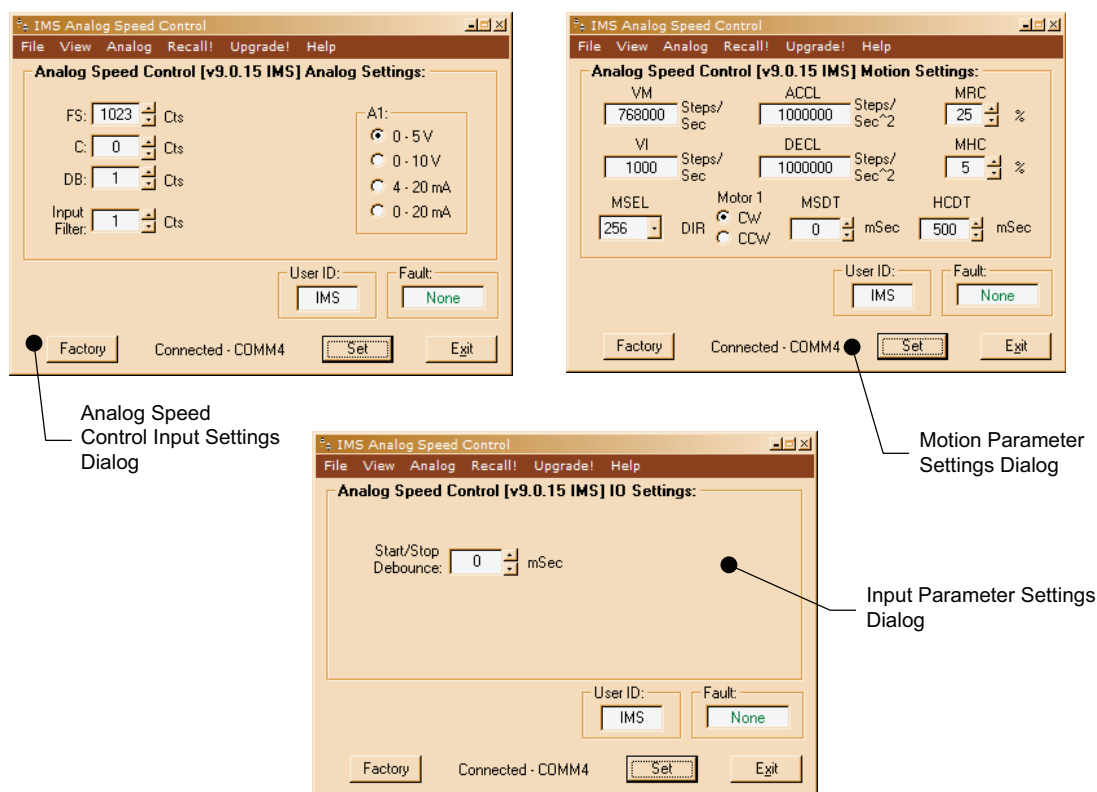 IMS Analog Speed Control
File View Analog Recall! Upgrade! Help
Analog Speed Control [v9.0.15 IMS] Analog Settings:
FS: 1023 Cts
C: 0 Cts
DB: 1 Cts
Input
Filter: 1 Cts
A1:
0 - 5 V
0 - 10 V
4 - 20 mA
0 - 20 mA
User ID:
IMS
Fault:
None
Factory
Connected - COMM4
Set
Exit
Analog Speed
Control Input Settings
Dialog
IMS Analog Speed Control
File View Analog Recall! Upgrade! Help
Analog Speed Control [v9.0.15 IMS] Motion Settings:
VM
768000 Steps/
Sec
ACCL
1000000 Steps/
Sec^2
MRC
25 %
VI
1000 Steps/
Sec
DECL
1000000 Steps/
Sec^2
MHC
5 %
MSEL
256
Motor 1
DIR
CW
CCW
MSDT
0 mSec
HCDT
500 mSec
User ID:
IMS
Fault:
None
Factory
Connected - COMM4
Set
Exit
Motion Parameter
Settings Dialog
IMS Analog Speed Control
File View Analog Recall! Upgrade! Help
Analog Speed Control [v9.0.15 IMS] IO Settings:
Start/Stop
Debounce: 0 mSec
User ID:
IMS
Fault:
None
Factory
Connected - COMM4
Set
Exit
Input Parameter Settings
Dialog